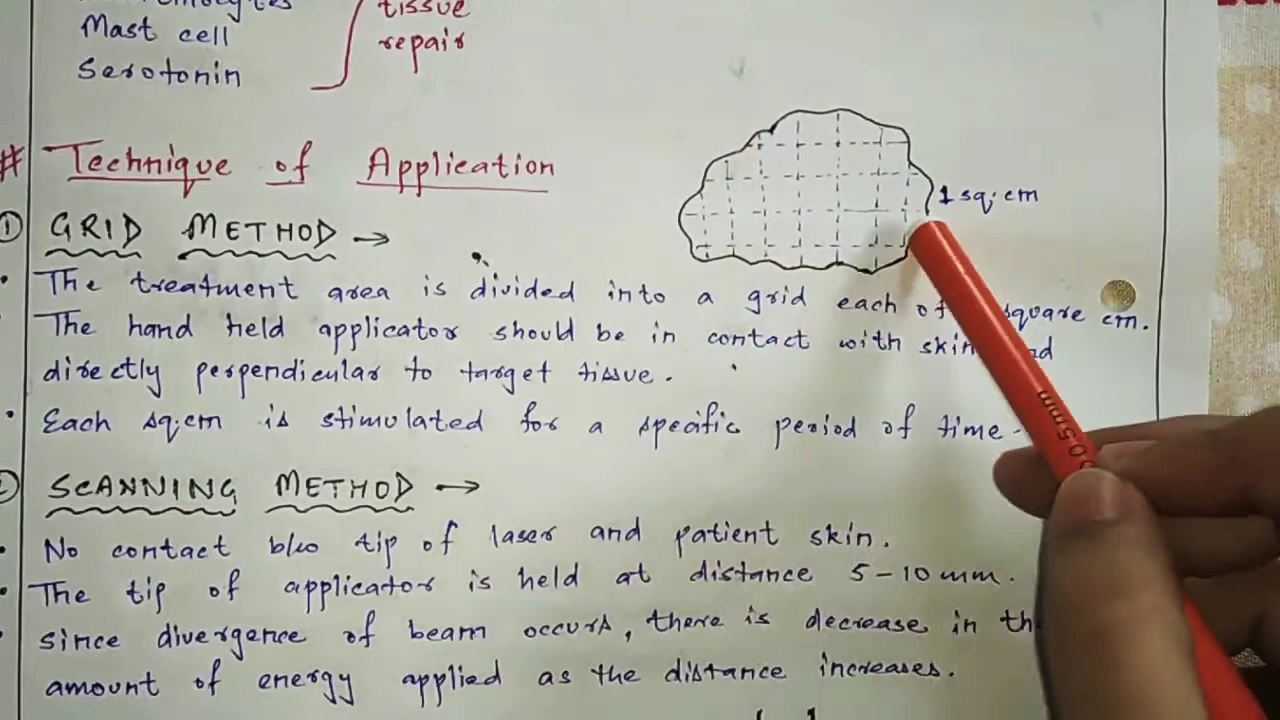 tissue
Mast cell
repair
Serotonin
# Technique of Application
1 sq.cm
① GRID METHOD →
• The treatment area is divided into a grid each of square cm.
• The hand held applicator should be in contact with skin
directly perpendicular to target tissue.
• Each sq.cm is stimulated for a specific period of time.
SCANNING METHOD →
• No contact b/w tip of laser and patient skin.
• The tip of applicator is held at distance 5-10 mm.
• since divergence of beam occurs, there is decrease in
amount of energy applied as the distance increases.
0.5mm